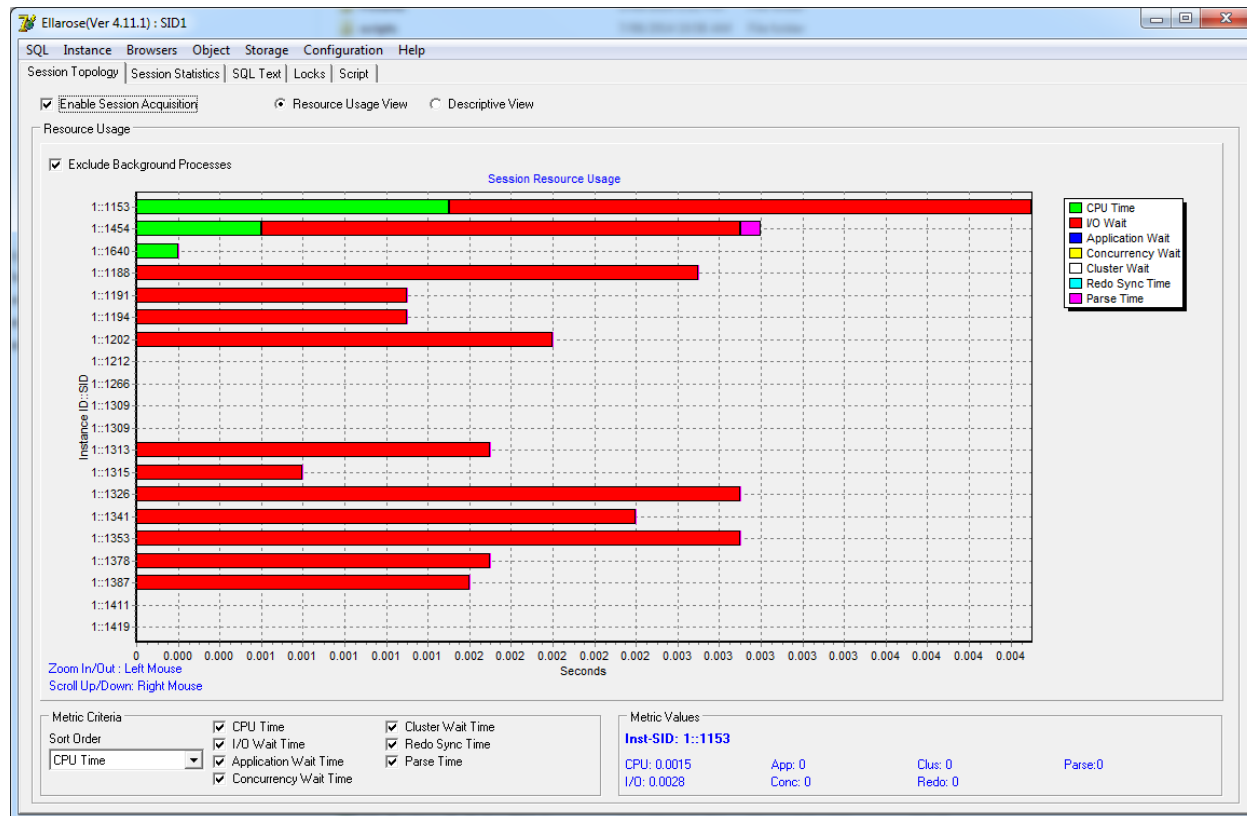 Ellarose(Ver 4.11.1) : SID1
SQL Instance Browsers Object Storage Configuration Help
Session Topology Session Statistics SQL Text Locks Script
Enable Session Acquisition Resource Usage View Descriptive View
Resource Usage
Exclude Background Processes
Session Resource Usage
Instance ID::SID
1::1153
1::1454
1::1640
1::1188
1::1191
1::1194
1::1202
1::1212
1::1266
1::1309
1::1309
1::1313
1::1315
1::1326
1::1341
1::1353
1::1378
1::1387
1::1411
1::1419
CPU Time
I/O Wait
Application Wait
Concurrency Wait
Cluster Wait
Redo Sync Time
Parse Time
0 0.000 0.000 0.001 0.001 0.001 0.001 0.001 0.002 0.002 0.002 0.002 0.002 0.003 0.003 0.003 0.003 0.004 0.004 0.004 0.004 0.004
Seconds
Zoom In/Out : Left Mouse
Scroll Up/Down: Right Mouse
Metric Criteria
Sort Order
CPU Time
CPU Time
I/O Wait Time
Application Wait Time
Concurrency Wait Time
Cluster Wait Time
Redo Sync Time
Parse Time
Metric Values
Inst-SID: 1::1153
CPU: 0.0015 App: 0 Clus: 0 Parse:0
I/O: 0.0028 Conc: 0 Redo: 0